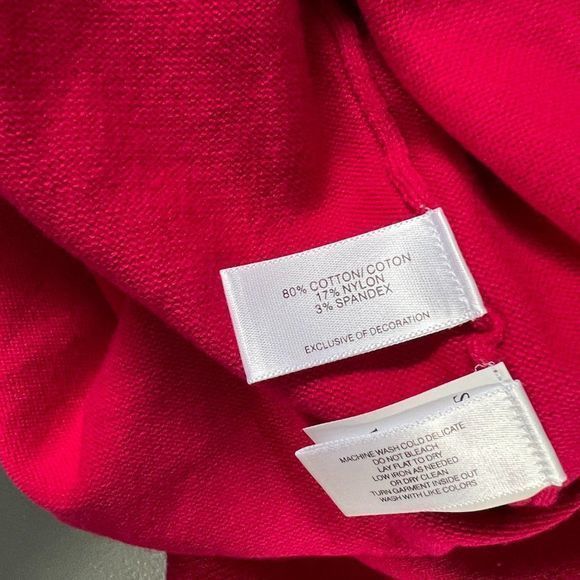 80% COTTON/COTON
17% NYLON
3% SPANDEX
EXCLUSIVE OF DECORATION
S
MACHINE WASH COLD DELICATE
DO NOT BLEACH
LAY FLAT TO DRY
LOW IRON AS NEEDED
OR DRY CLEAN
TURN GARMENT INSIDE OUT
WASH WITH LIKE COLORS